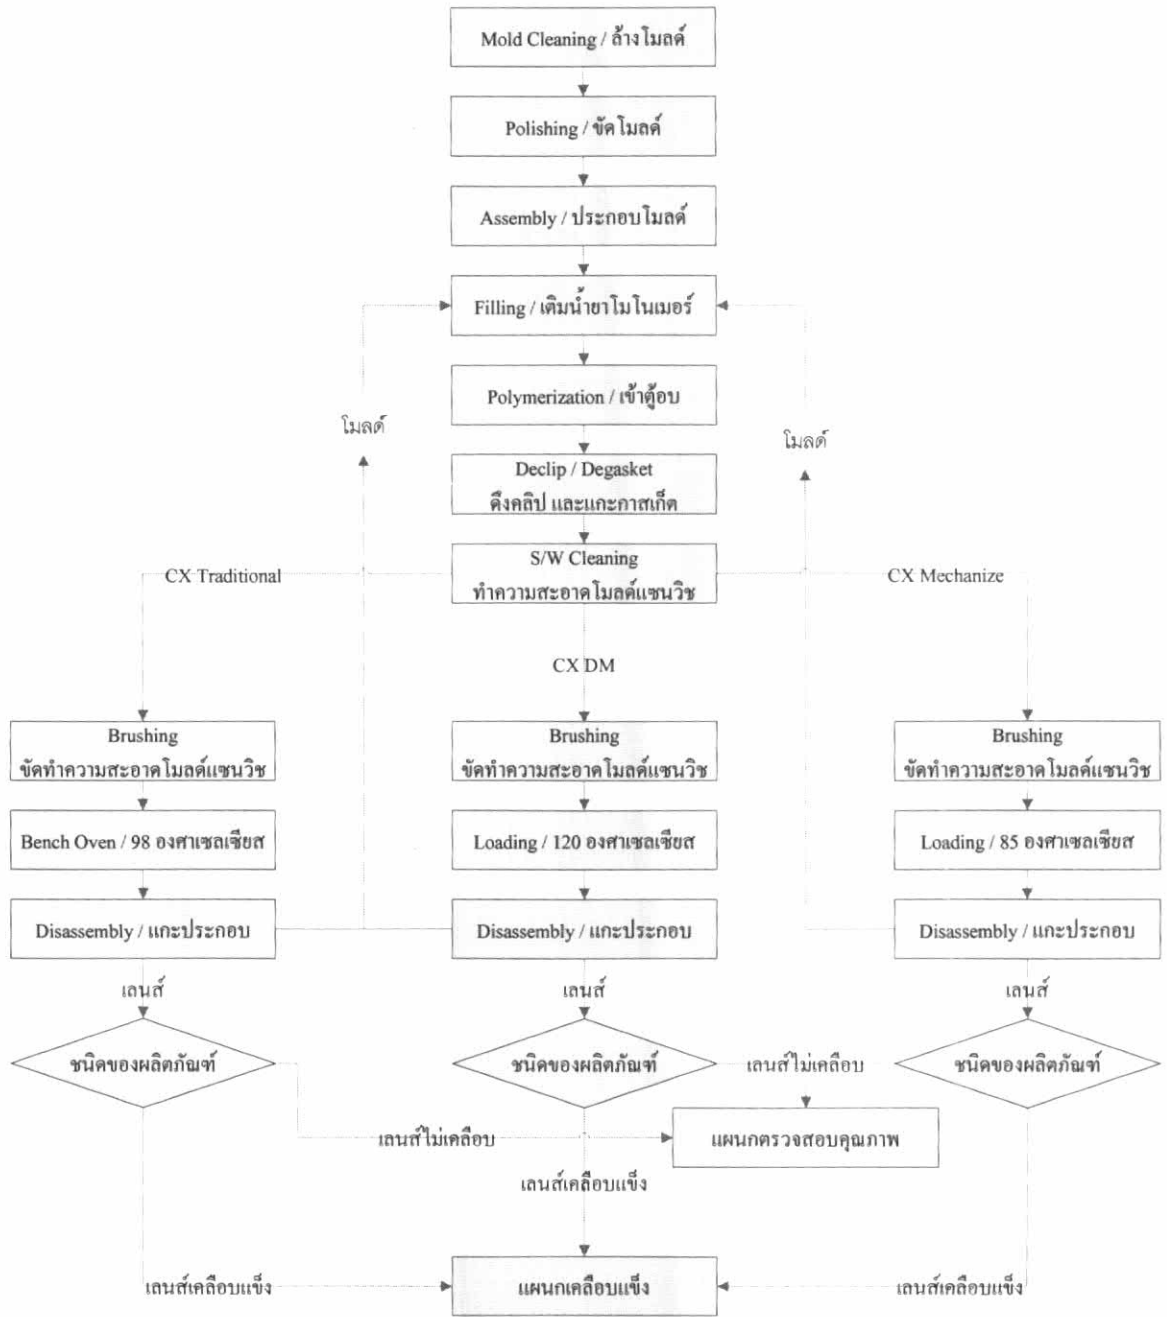 Mold Cleaning / ล้างโมลด์
Polishing / ขัดโมลด์
Assembly / ประกอบโมลด์
Filling / เติมน้ำยาโมโนเมอร์
Polymerization / เข้าตู้อบ
โมลด์
โมลด์
Declip / Degasket
ดึงคลิป และแกะกาสเก็ต
S/W Cleaning
ทำความสะอาดโมลด์แซนวิช
CX Traditional
CX Mechanize
CX DM
Brushing
ขัดทำความสะอาดโมลด์แซนวิช
Brushing
ขัดทำความสะอาดโมลด์แซนวิช
Brushing
ขัดทำความสะอาดโมลด์แซนวิช
Bench Oven / 98 องศาเซลเซียส
Loading / 120 องศาเซลเซียส
Loading / 85 องศาเซลเซียส
Disassembly / แกะประกอบ
Disassembly / แกะประกอบ
Disassembly / แกะประกอบ
เลนส์
เลนส์
เลนส์
ชนิดของผลิตภัณฑ์
ชนิดของผลิตภัณฑ์
เลนส์ไม่เคลือบ
ชนิดของผลิตภัณฑ์
เลนส์ไม่เคลือบ
แผนกตรวจสอบคุณภาพ
เลนส์เคลือบแข็ง
เลนส์เคลือบแข็ง
แผนกเคลือบแข็ง
เลนส์เคลือบแข็ง